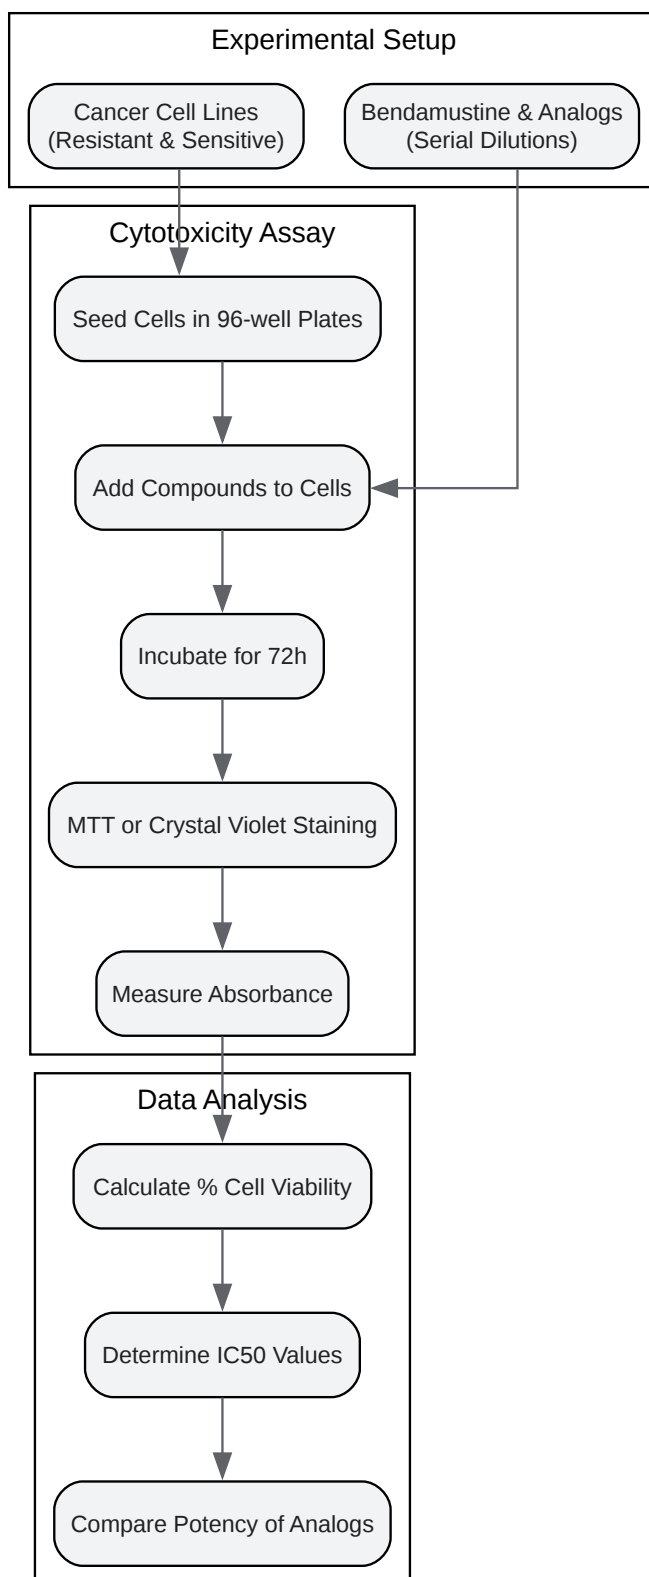 Experimental Setup
Cancer Cell Lines
(Resistant & Sensitive)
Bendamustine & Analogs
(Serial Dilutions)
Cytotoxicity Assay
Seed Cells in 96-well Plates
Add Compounds to Cells
Incubate for 72h
MTT or Crystal Violet Staining
Measure Absorbance
Data Analysis
Calculate % Cell Viability
Determine IC50 Values
Compare Potency of Analogs